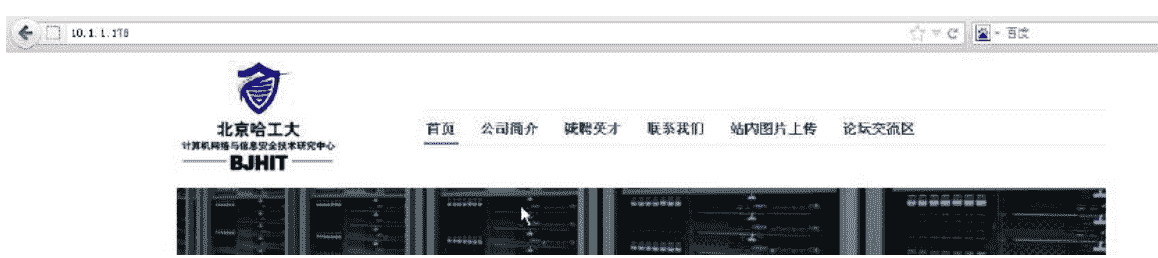 10.1.1.178
百度
北京哈工大
计算机网络与信息安全技术研究中心
BJHIT
首页 公司简介 诚聘英才 联系我们 站内图片上传 论坛交流区